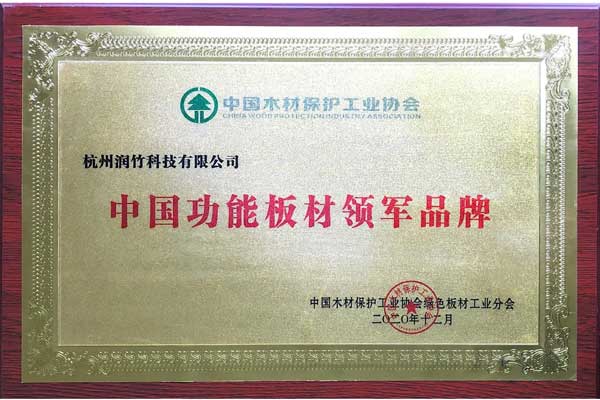 中国木材保护工业协会
CHINA WOOD PROTECTION INDUSTRY ASSOCIATION
杭州润竹科技有限公司
中国功能板材领军品牌
中国木材保护工业协会绿色板材工业分会
二〇二〇年十二月